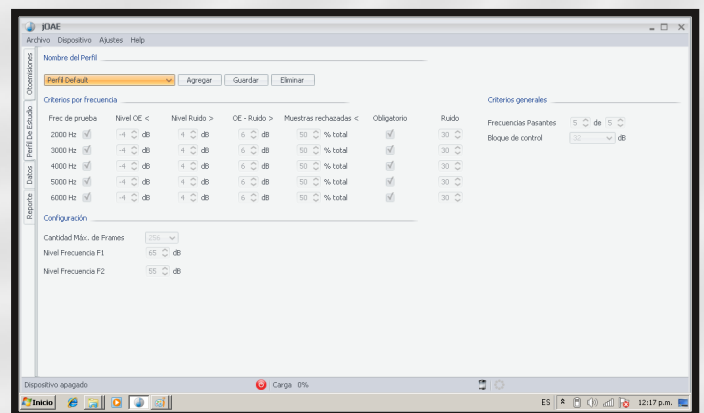 jOAE
Archivo Dispositivo Ajustes Help
Otoemisiones
Perfil De Estudio
Datos
Reporte
Nombre del Perfil
Perfil Default Agregar Guardar Eliminar
Criterios por frecuencia
Frec de prueba Nivel OE < Nivel Ruido > OE - Ruido > Muestras rechazadas < Obligatorio Ruido
2000 Hz -4 dB 4 dB 6 dB 50 % total 30
3000 Hz -4 dB 4 dB 6 dB 50 % total 30
4000 Hz -4 dB 4 dB 6 dB 50 % total 30
5000 Hz -4 dB 4 dB 6 dB 50 % total 30
6000 Hz -4 dB 4 dB 6 dB 50 % total 30
Criterios generales
Frecuencias Pasantes 5 de 5
Bloque de control 32 dB
Configuración
Cantidad Máx. de Frames 256
Nivel Frecuencia F1 65 dB
Nivel Frecuencia F2 55 dB
Dispositivo apagado Carga 0%
Inicio ES 12:17 p.m.